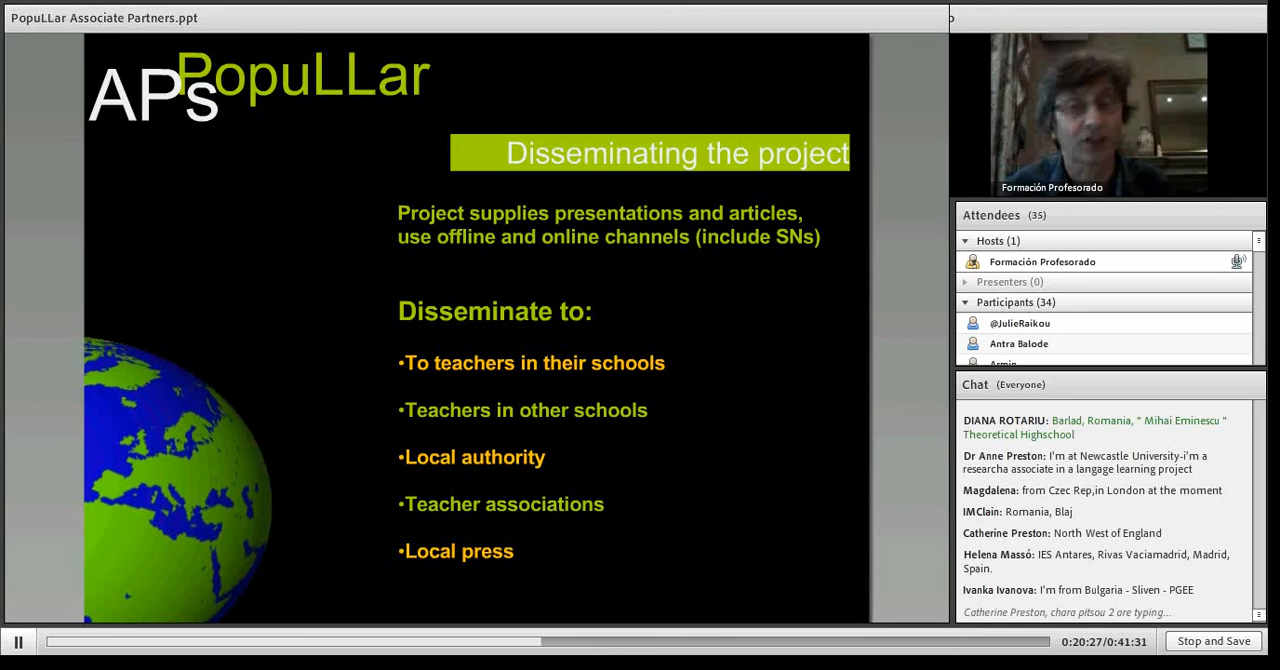 PopuLLar Associate Partners.ppt
APs
PopuLLar
Disseminating the project
Project supplies presentations and articles,
use offline and online channels (include SNs)
Disseminate to:
•To teachers in their schools
•Teachers in other schools
•Local authority
•Teacher associations
•Local press
Formación Profesorado
Attendees (35)
Hosts (1)
Formación Profesorado
Presenters (0)
Participants (34)
@JulieRaikou
Antra Balode
Armin
Chat (Everyone)
DIANA ROTARIU: Barlad, Romania, " Mihai Eminescu "
Theoretical Highschool
Dr Anne Preston: I'm at Newcastle University-i'm a
researcha associate in a langage learning project
Magdalena: from Czec Rep,in London at the moment
IMClain: Romania, Blaj
Catherine Preston: North West of England
Helena Massó: IES Antares, Rivas Vaciamadrid, Madrid,
Spain.
Ivanka Ivanova: I'm from Bulgaria - Sliven - PGEE
Catherine Preston, chara pitsou 2 are typing...
0:20:27/0:41:31
Stop and Save